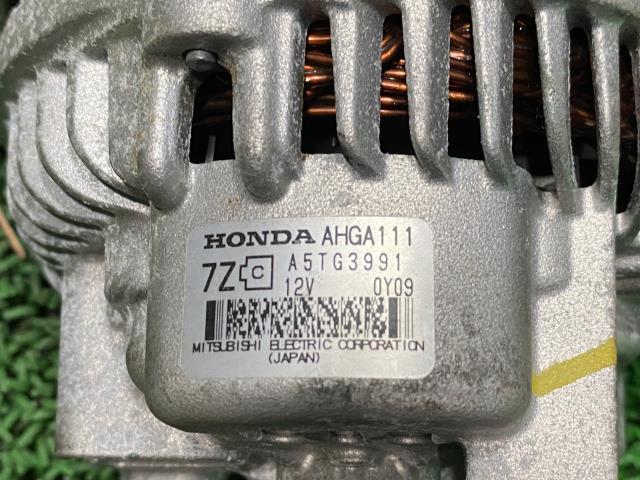 HONDA AHGA111
7Z C A5TG3991
12V 0Y09
MITSUBISHI ELECTRIC CORPORATION
(JAPAN)